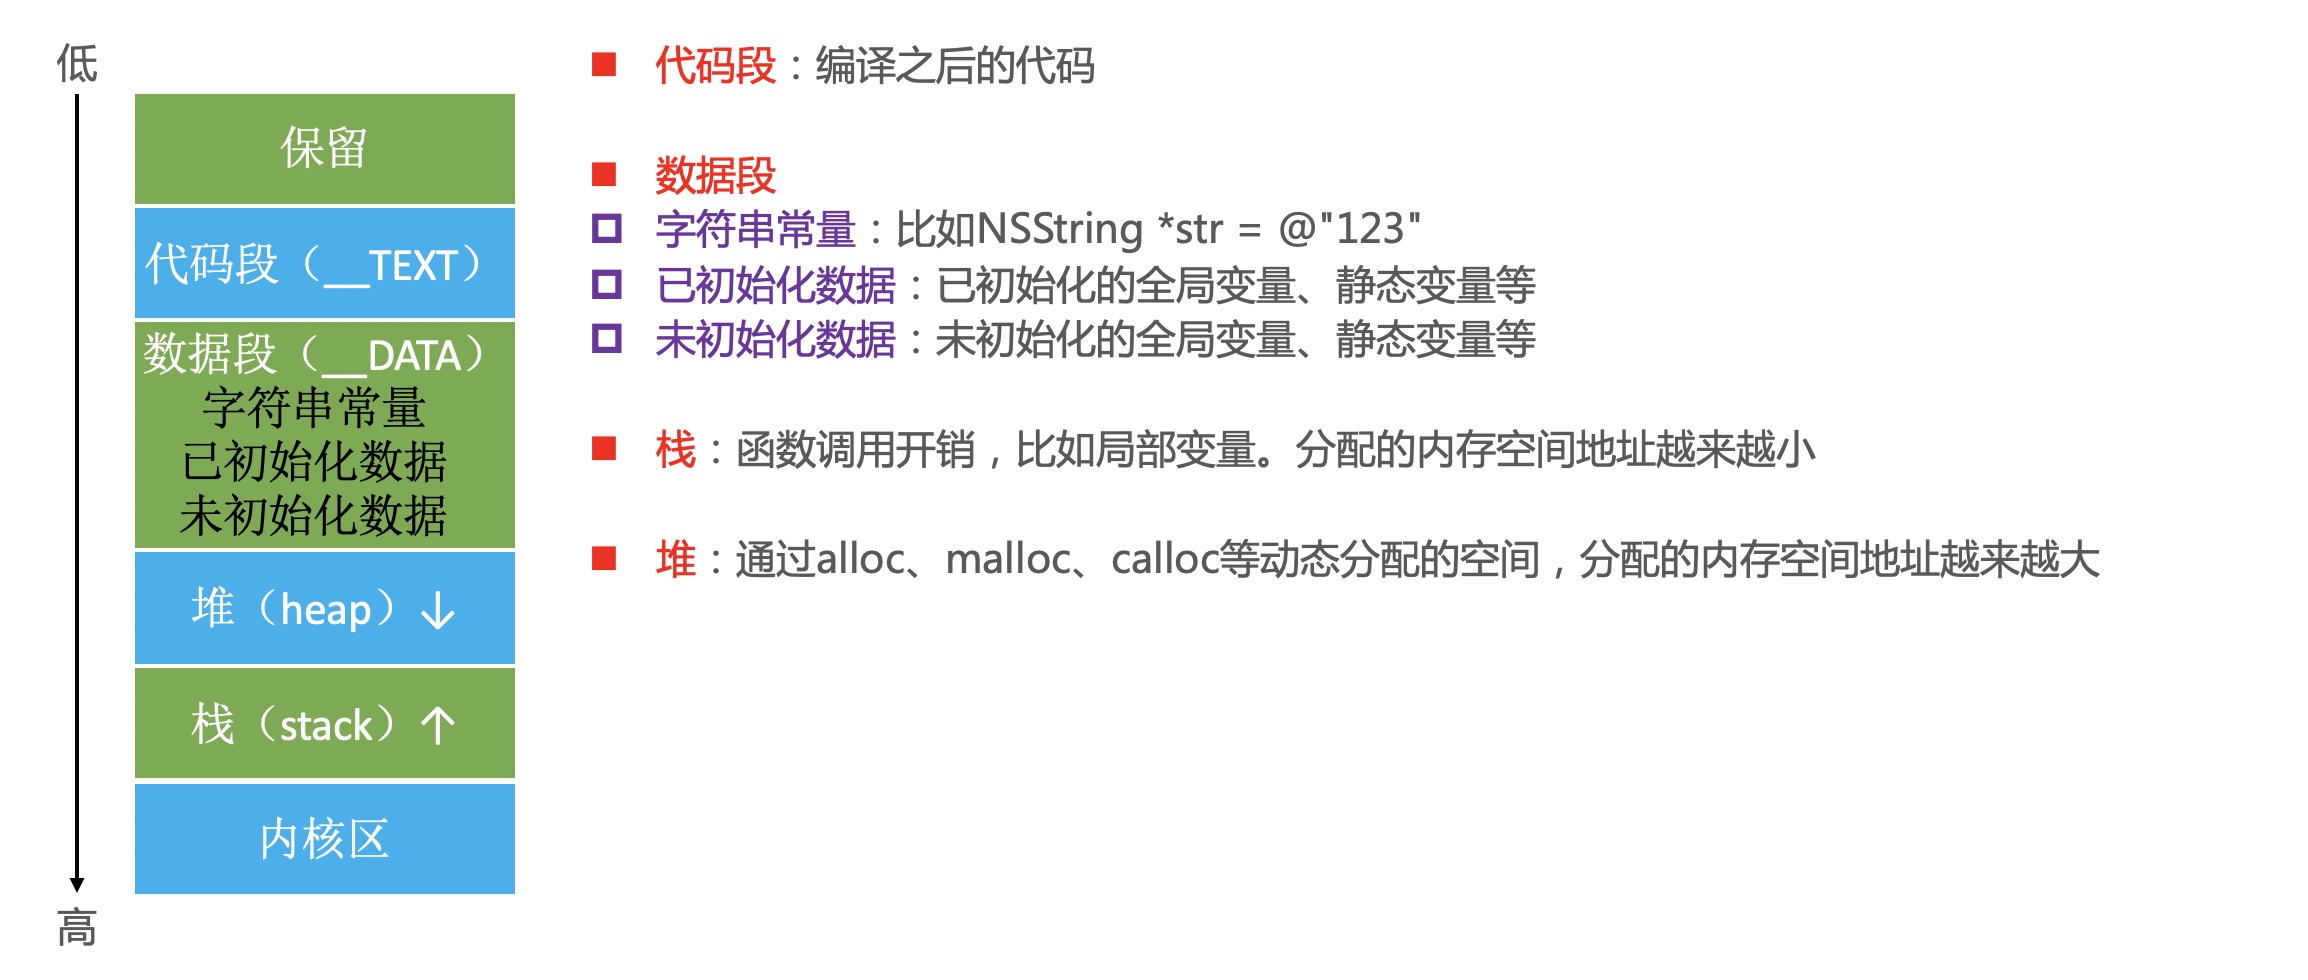 低
保留
代码段（__TEXT）
数据段（__DATA）
字符串常量
已初始化数据
未初始化数据
堆（heap）↓
栈（stack）↑
内核区
高
代码段：编译之后的代码
数据段
字符串常量：比如NSString *str = @"123"
已初始化数据：已初始化的全局变量、静态变量等
未初始化数据：未初始化的全局变量、静态变量等
栈：函数调用开销，比如局部变量。分配的内存空间地址越来越小
堆：通过alloc、malloc、calloc等动态分配的空间，分配的内存空间地址越来越大